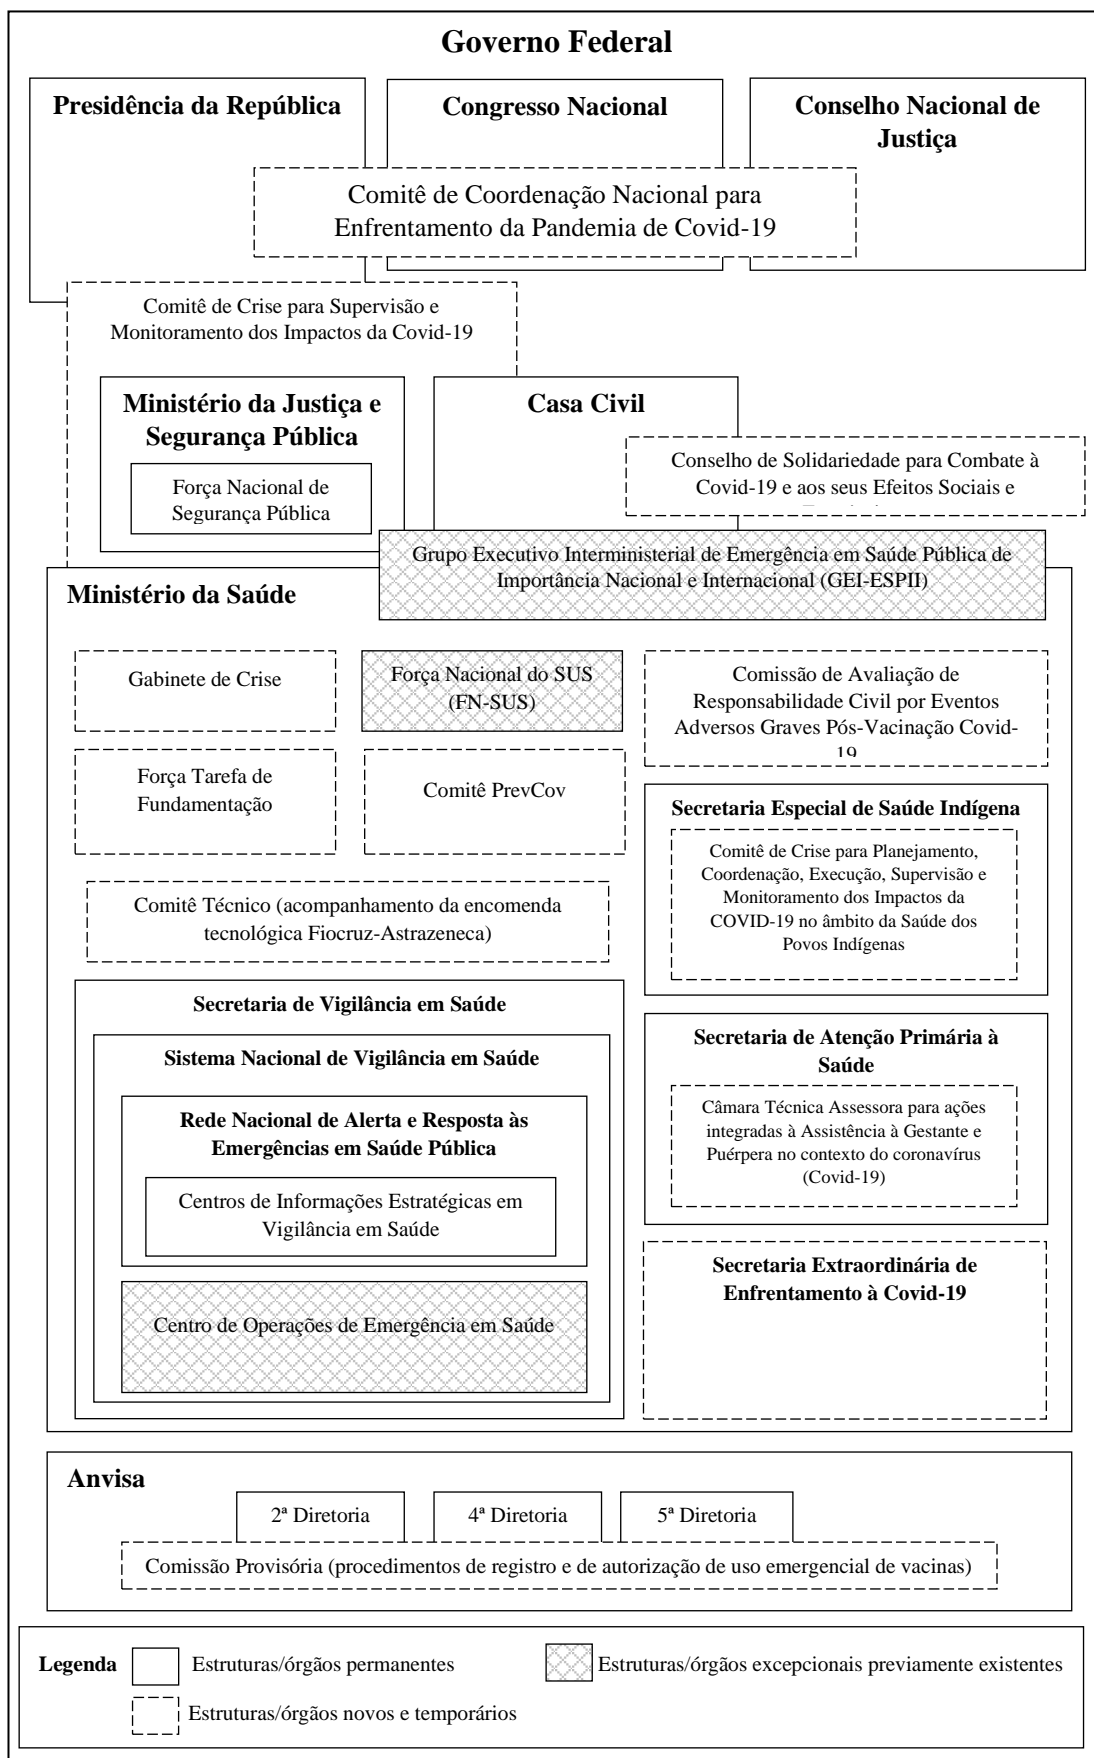 Governo Federal
Presidência da República
Congresso Nacional
Conselho Nacional de
Justiça
Comitê de Coordenação Nacional para
Enfrentamento da Pandemia de Covid-19
Comitê de Crise para Supervisão e
Monitoramento dos Impactos da Covid-19
Ministério da Justiça e
Segurança Pública
Força Nacional de
Segurança Pública
Casa Civil
Conselho de Solidariedade para Combate à
Covid-19 e aos seus Efeitos Sociais e
Grupo Executivo Interministerial de Emergência em Saúde Pública de
Importância Nacional e Internacional (GEI-ESPII)
Ministério da Saúde
Gabinete de Crise
Força Nacional do SUS
(FN-SUS)
Comissão de Avaliação de
Responsabilidade Civil por Eventos
Adversos Graves Pós-Vacinação Covid-
19
Força Tarefa de
Fundamentação
Comitê PrevCov
Secretaria Especial de Saúde Indígena
Comitê de Crise para Planejamento,
Coordenação, Execução, Supervisão e
Monitoramento dos Impactos da
COVID-19 no âmbito da Saúde dos
Povos Indígenas
Comitê Técnico (acompanhamento da encomenda
tecnológica Fiocruz-Astrazeneca)
Secretaria de Vigilância em Saúde
Sistema Nacional de Vigilância em Saúde
Rede Nacional de Alerta e Resposta às
Emergências em Saúde Pública
Centros de Informações Estratégicas em
Vigilância em Saúde
Centro de Operações de Emergência em Saúde
Secretaria de Atenção Primária à
Saúde
Câmara Técnica Assessora para ações
integradas à Assistência à Gestante e
Puérpera no contexto do coronavírus
(Covid-19)
Secretaria Extraordinária de
Enfrentamento à Covid-19
Anvisa
2ª Diretoria
4ª Diretoria
5ª Diretoria
Comissão Provisória (procedimentos de registro e de autorização de uso emergencial de vacinas)
Legenda
Estruturas/órgãos permanentes
Estruturas/órgãos excepcionais previamente existentes
Estruturas/órgãos novos e temporários